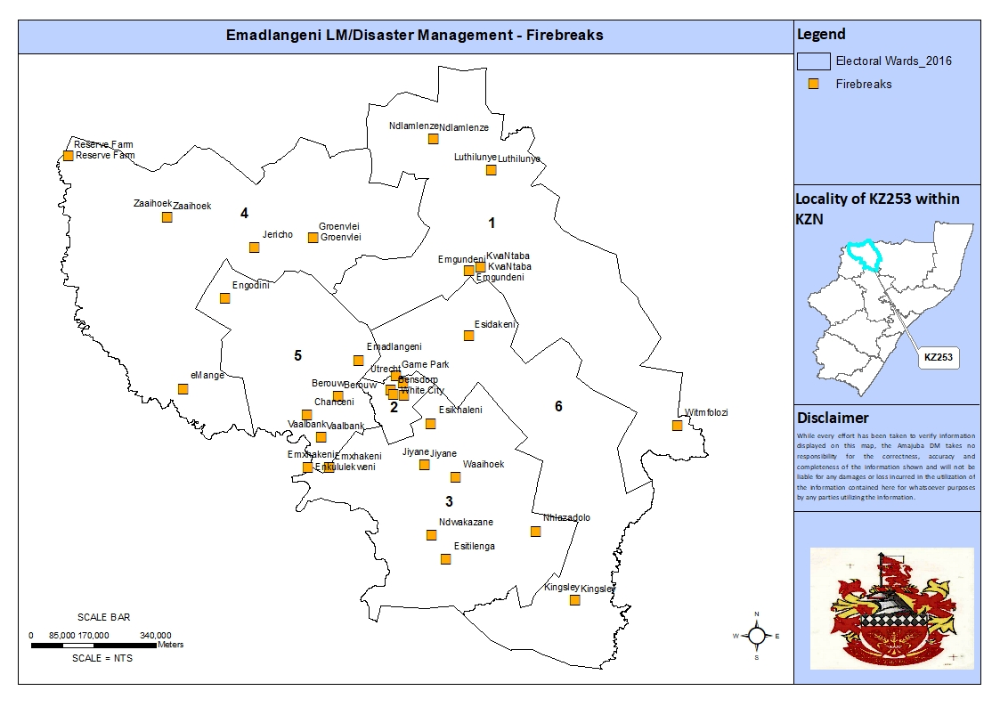 Emadlangeni LM/Disaster Management - Firebreaks
Legend
Electoral Wards_2016
Firebreaks
Ndlamlenze Ndlamlenze
Reserve Farm
Reserve Farm
Luthilunye Luthilunye
Zaaihoek Zaaihoek
4
1
Groenvlei
Groenvlei
Jericho
Emgundeni KwaNtaba
KwaNtaba
Emgundeni
Engodini
Esidakeni
Emadlangeni
5
Utrecht Game Park
Bensdorp
eMange
Berouw Berouw
White City
Chanceni
2
Esikhaleni
6
Witmfolozi
Vaalbank Vaalbank
Emxhakeni Emxhakeni
Enkululekweni
Jiyane Jiyane
Waaihoek
3
Ndwakazane
Nhlazadolo
Esitilenga
Kingsley Kingsley
SCALE BAR
0 85,000 170,000 340,000
Meters
SCALE = NTS
N
W E
S
Locality of KZ253 within
KZN
KZ253
Disclaimer
While every effort has been taken to verify information
displayed on this map, the Amajuba DM takes no
responsibility for the correctness, accuracy and
completeness of the information shown and will not be
liable for any damages or loss incurred in the utilization of
the information contained here for whatsoever purposes
by any parties utilizing the information.